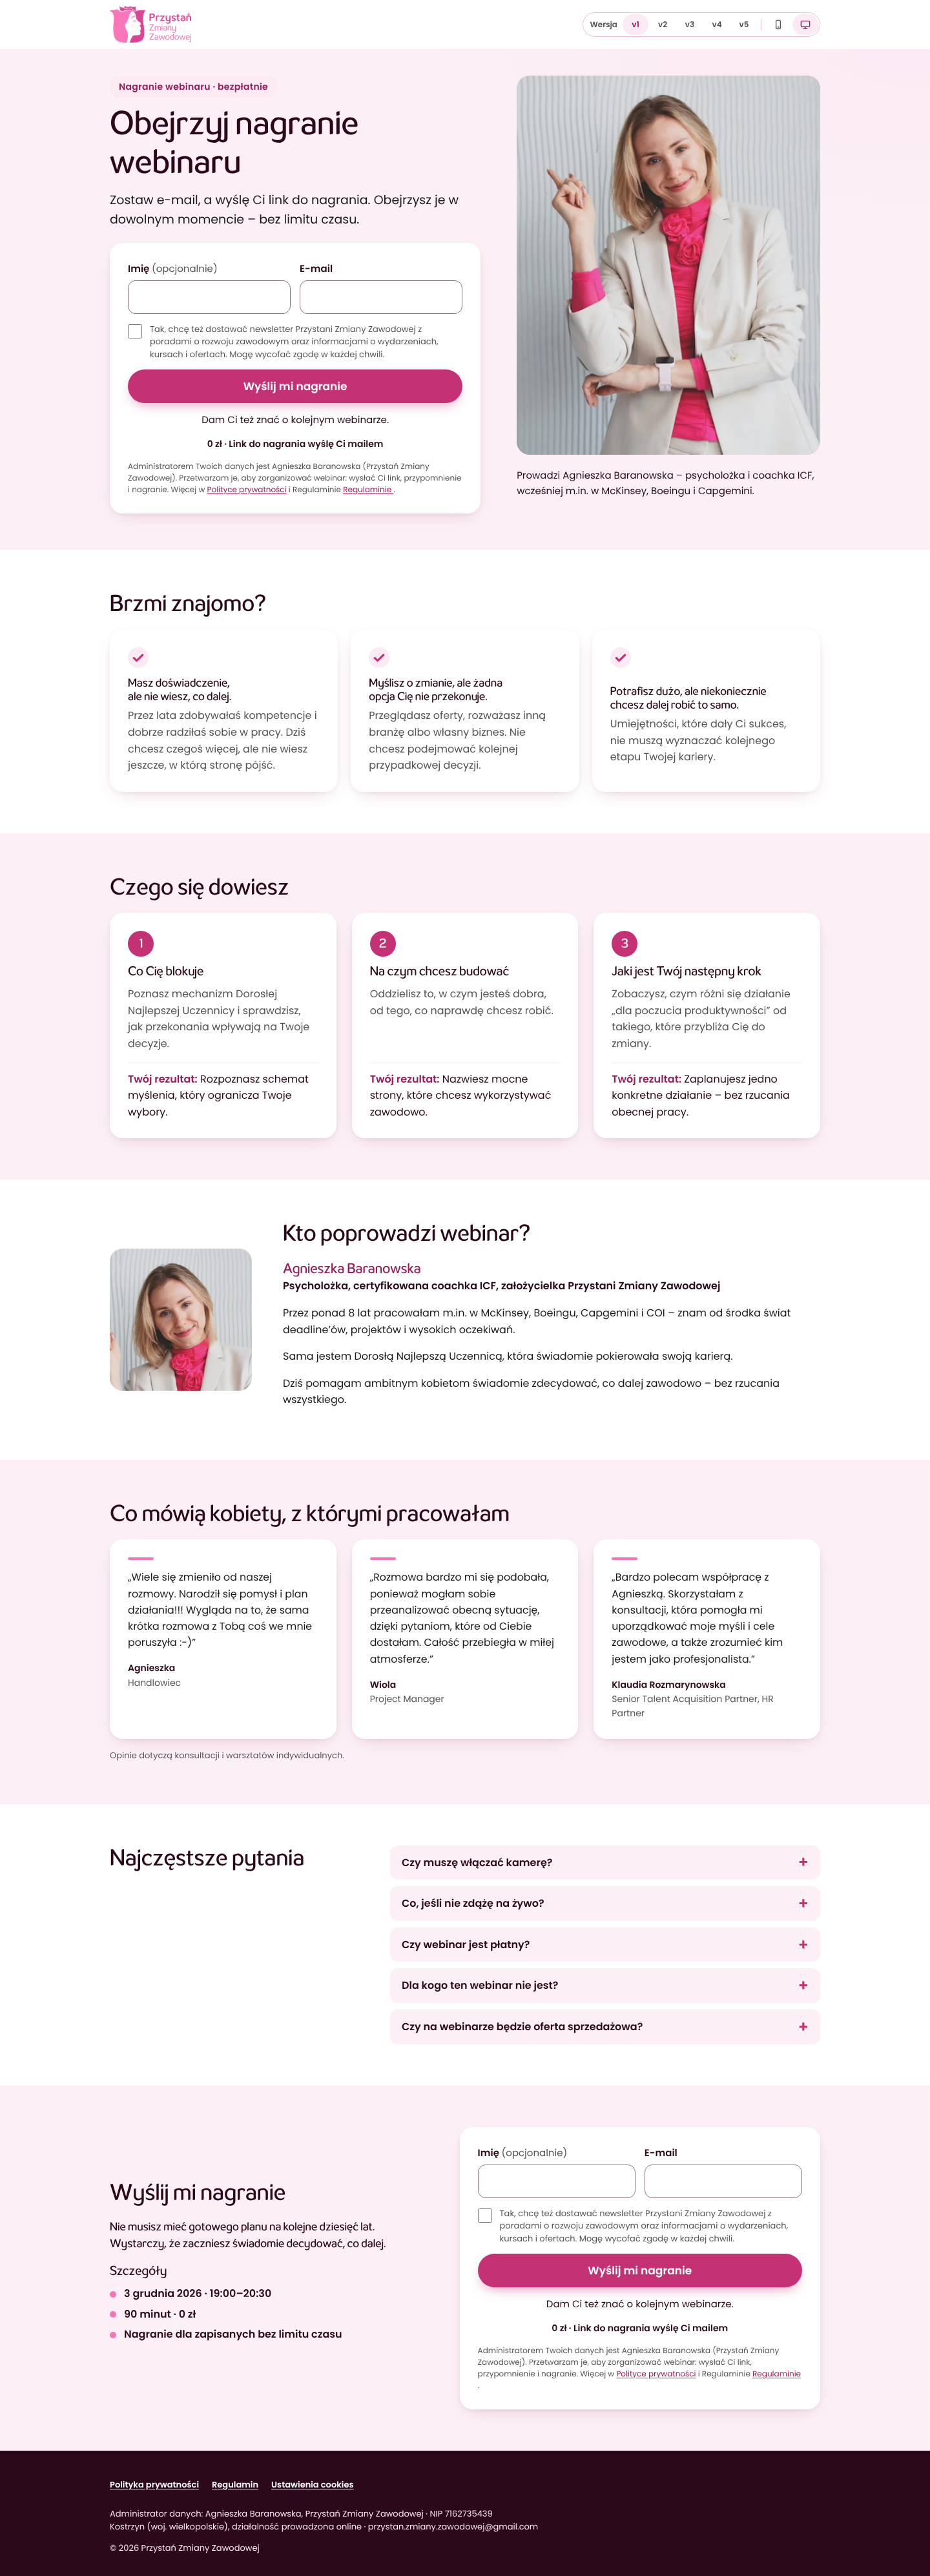 Przystań
Zmiany
Zawodowej
Wersja v1 v2 v3 v4 v5
Nagranie webinaru · bezpłatnie
Obejrzyj nagranie
webinaru
Zostaw e-mail, a wyślę Ci link do nagrania. Obejrzysz je w
dowolnym momencie – bez limitu czasu.
Imię (opcjonalnie) E-mail
Tak, chcę też dostawać newsletter Przystani Zmiany Zawodowej z
poradami o rozwoju zawodowym oraz informacjami o wydarzeniach,
kursach i ofertach. Mogę wycofać zgodę w każdej chwili.
Wyślij mi nagranie
Dam Ci też znać o kolejnym webinarze.
0 zł · Link do nagrania wyślę Ci mailem
Administratorem Twoich danych jest Agnieszka Baranowska (Przystań Zmiany
Zawodowej). Przetwarzam je, aby zorganizować webinar: wysłać Ci link, przypomnienie
i nagranie. Więcej w Polityce prywatności i Regulaminie Regulaminie .
Prowadzi Agnieszka Baranowska – psycholożka i coachka ICF,
wcześniej m.in. w McKinsey, Boeingu i Capgemini.
Brzmi znajomo?
Masz doświadczenie,
ale nie wiesz, co dalej.
Przez lata zdobywałaś kompetencje i
dobrze radziłaś sobie w pracy. Dziś
chcesz czegoś więcej, ale nie wiesz
jeszcze, w którą stronę pójść.
Myślisz o zmianie, ale żadna
opcja Cię nie przekonuje.
Przeglądasz oferty, rozważasz inną
branżę albo własny biznes. Nie
chcesz podejmować kolejnej
przypadkowej decyzji.
Potrafisz dużo, ale niekoniecznie
chcesz dalej robić to samo.
Umiejętności, które dały Ci sukces,
nie muszą wyznaczać kolejnego
etapu Twojej kariery.
Czego się dowiesz
1
Co Cię blokuje
Poznasz mechanizm Dorosłej
Najlepszej Uczennicy i sprawdzisz,
jak przekonania wpływają na Twoje
decyzje.
Twój rezultat: Rozpoznasz schemat
myślenia, który ogranicza Twoje
wybory.
2
Na czym chcesz budować
Oddzielisz to, w czym jesteś dobra,
od tego, co naprawdę chcesz robić.
Twój rezultat: Nazwiesz mocne
strony, które chcesz wykorzystywać
zawodowo.
3
Jaki jest Twój następny krok
Zobaczysz, czym różni się działanie
„dla poczucia produktywności” od
takiego, które przybliża Cię do
zmiany.
Twój rezultat: Zaplanujesz jedno
konkretne działanie – bez rzucania
obecnej pracy.
Kto poprowadzi webinar?
Agnieszka Baranowska
Psycholożka, certyfikowana coachka ICF, założycielka Przystani Zmiany Zawodowej
Przez ponad 8 lat pracowałam m.in. w McKinsey, Boeingu, Capgemini i COI – znam od środka świat
deadline’ów, projektów i wysokich oczekiwań.
Sama jestem Dorosłą Najlepszą Uczennicą, która świadomie pokierowała swoją karierą.
Dziś pomagam ambitnym kobietom świadomie zdecydować, co dalej zawodowo – bez rzucania
wszystkiego.
Co mówią kobiety, z którymi pracowałam
„Wiele się zmieniło od naszej
rozmowy. Narodził się pomysł i plan
działania!!! Wygląda na to, że sama
krótka rozmowa z Tobą coś we mnie
poruszyła :-)”
Agnieszka
Handlowiec
„Rozmowa bardzo mi się podobała,
ponieważ mogłam sobie
przeanalizować obecną sytuację,
dzięki pytaniom, które od Ciebie
dostałam. Całość przebiegła w miłej
atmosferze.”
Wiola
Project Manager
„Bardzo polecam współpracę z
Agnieszką. Skorzystałam z
konsultacji, która pomogła mi
uporządkować moje myśli i cele
zawodowe, a także zrozumieć kim
jestem jako profesjonalista.”
Klaudia Rozmarynowska
Senior Talent Acquisition Partner, HR
Partner
Opinie dotyczą konsultacji i warsztatów indywidualnych.
Najczęstsze pytania
Czy muszę włączać kamerę? +
Co, jeśli nie zdążę na żywo? +
Czy webinar jest płatny? +
Dla kogo ten webinar nie jest? +
Czy na webinarze będzie oferta sprzedażowa? +
Wyślij mi nagranie
Nie musisz mieć gotowego planu na kolejne dziesięć lat.
Wystarczy, że zaczniesz świadomie decydować, co dalej.
Szczegóły
3 grudnia 2026 · 19:00–20:30
90 minut · 0 zł
Nagranie dla zapisanych bez limitu czasu
Imię (opcjonalnie) E-mail
Tak, chcę też dostawać newsletter Przystani Zmiany Zawodowej z
poradami o rozwoju zawodowym oraz informacjami o wydarzeniach,
kursach i ofertach. Mogę wycofać zgodę w każdej chwili.
Wyślij mi nagranie
Dam Ci też znać o kolejnym webinarze.
0 zł · Link do nagrania wyślę Ci mailem
Administratorem Twoich danych jest Agnieszka Baranowska (Przystań Zmiany
Zawodowej). Przetwarzam je, aby zorganizować webinar: wysłać Ci link,
przypomnienie i nagranie. Więcej w Polityce prywatności i Regulaminie Regulaminie
.
Polityka prywatności Regulamin Ustawienia cookies
Administrator danych: Agnieszka Baranowska, Przystań Zmiany Zawodowej · NIP 7162735439
Kostrzyn (woj. wielkopolskie), działalność prowadzona online · przystan.zmiany.zawodowej@gmail.com
© 2026 Przystań Zmiany Zawodowej